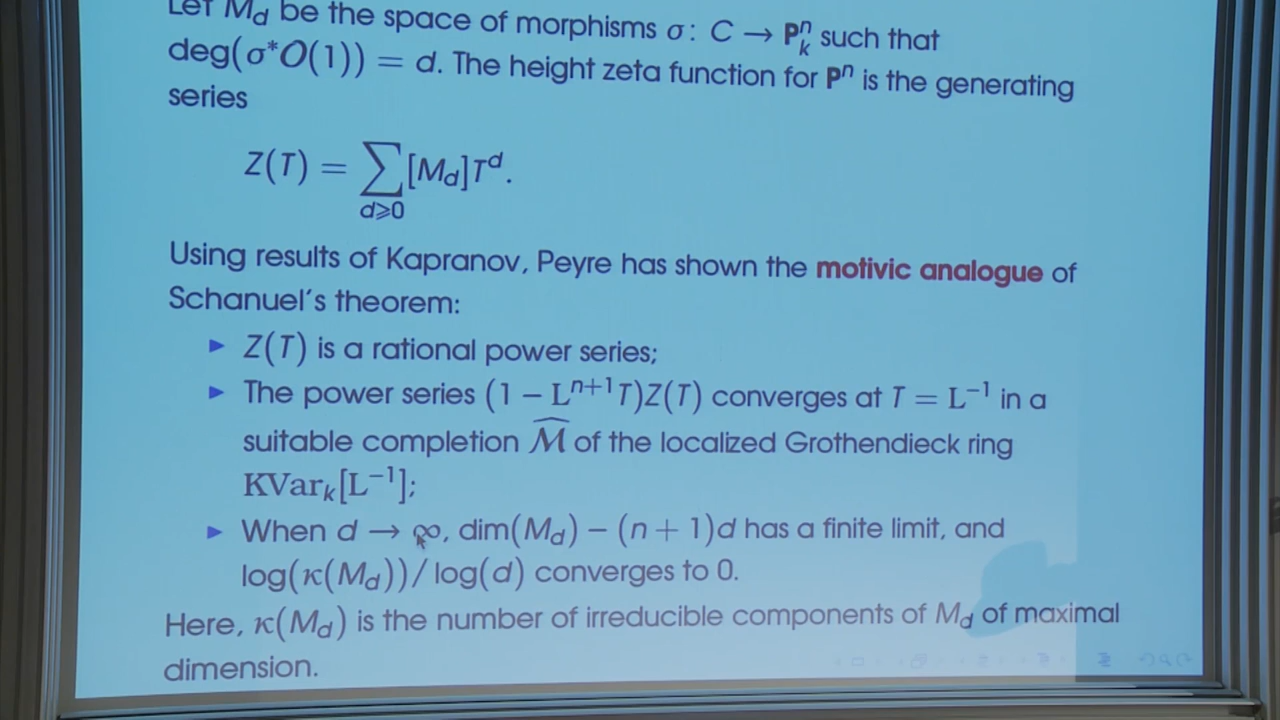 Let M_d be the space of morphisms σ: C → P^n_k such that
deg(σ*O(1)) = d. The height zeta function for P^n is the generating
series
Z(T) = ∑_{d⩾0} [M_d]T^d.
Using results of Kapranov, Peyre has shown the motivic analogue of
Schanuel's theorem:
▶ Z(T) is a rational power series;
▶ The power series (1 − L^{n+1}T)Z(T) converges at T = L^{−1} in a
suitable completion \widehat{M} of the localized Grothendieck ring
KVar_k[L^{−1}];
▶ When d → ∞, dim(M_d) − (n + 1)d has a finite limit, and
log(κ(M_d))/ log(d) converges to 0.
Here, κ(M_d) is the number of irreducible components of M_d of maximal
dimension.